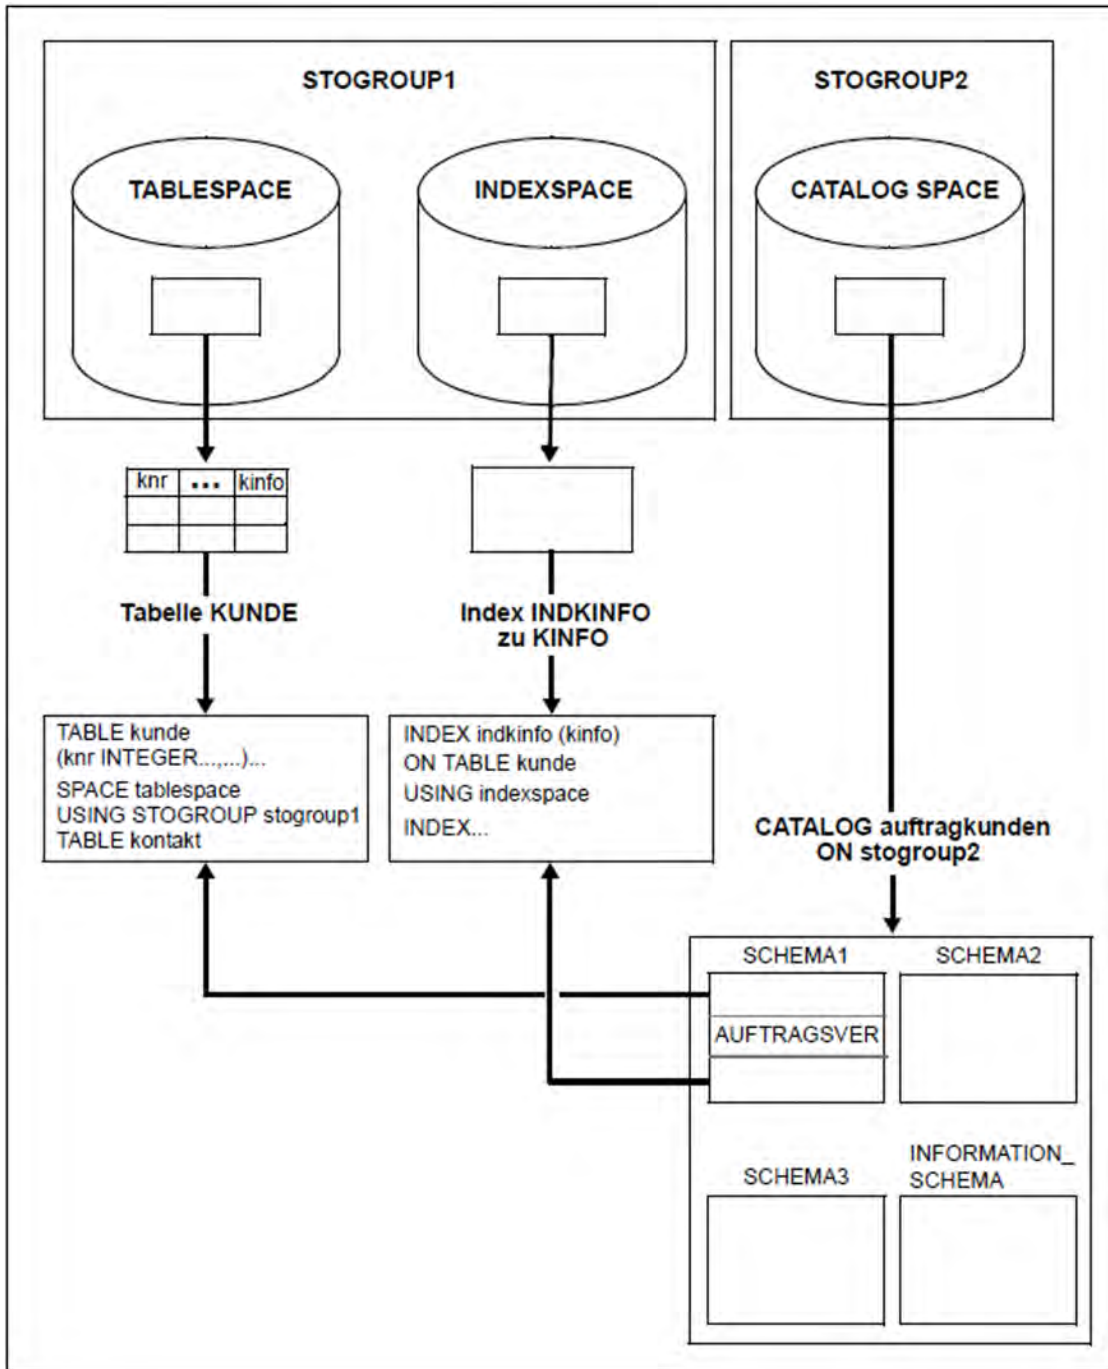 STOGROUP1
STOGROUP2
TABLESPACE
INDEXSPACE
CATALOG SPACE
knr ... kinfo
Tabelle KUNDE
Index INDKINFO
zu KINFO
TABLE kunde
(knr INTEGER...,...)...
SPACE tablespace
USING STOGROUP stogroup1
TABLE kontakt
INDEX indkinfo (kinfo)
ON TABLE kunde
USING indexspace
INDEX...
CATALOG auftragkunden
ON stogroup2
SCHEMA1
SCHEMA2
AUFTRAGSVER
SCHEMA3
INFORMATION_
SCHEMA